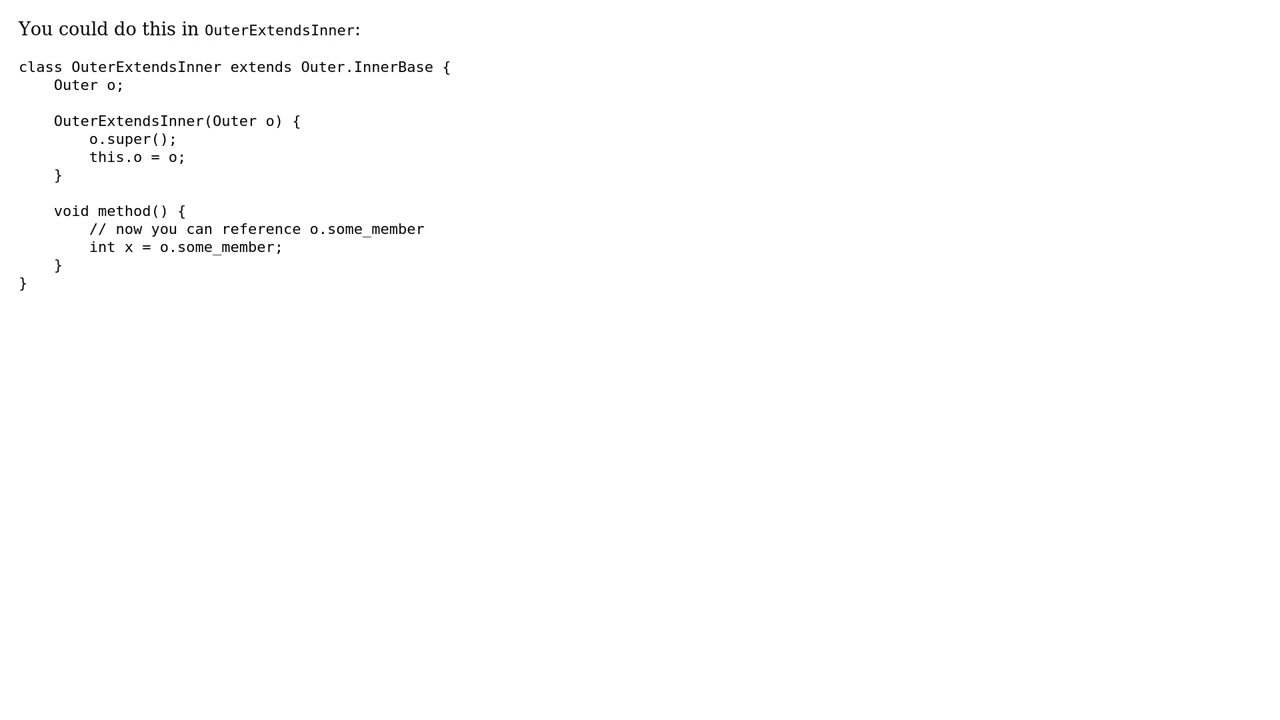 You could do this in OuterExtendsInner:
class OuterExtendsInner extends Outer.InnerBase {
    Outer o;
    OuterExtendsInner(Outer o) {
        o.super();
        this.o = o;
    }
    void method() {
        // now you can reference o.some_member
        int x = o.some_member;
    }
}